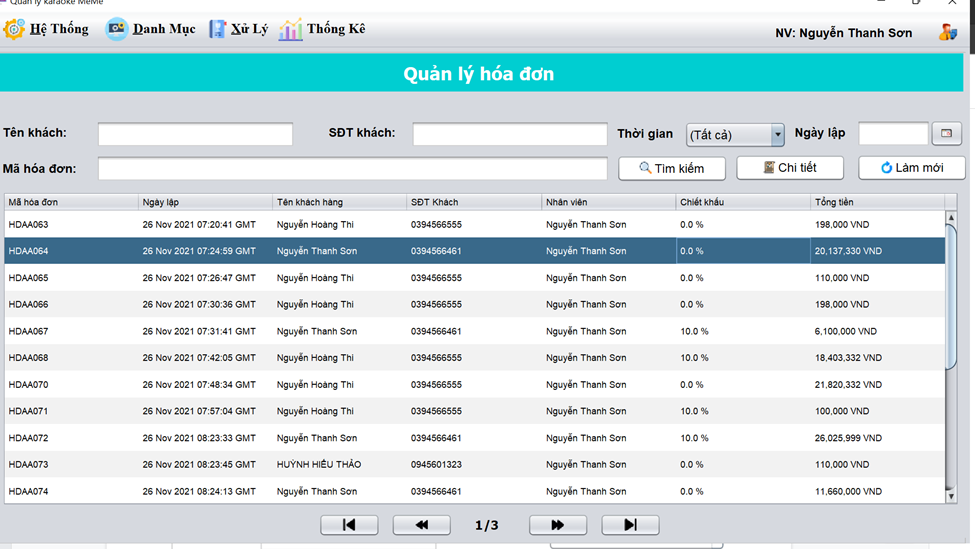 Quản lý karaoke MeMe
Hệ Thống Danh Mục Xử Lý Thống Kê NV: Nguyễn Thanh Sơn
Quản lý hóa đơn
Tên khách: SĐT khách: Thời gian (Tất cả) Ngày lập
Mã hóa đơn: Tìm kiếm Chi tiết Làm mới
Mã hóa đơn Ngày lập Tên khách hàng SĐT Khách Nhân viên Chiết khấu Tổng tiền
HDAA063 26 Nov 2021 07:20:41 GMT Nguyễn Hoàng Thi 0394566555 Nguyễn Thanh Sơn 0.0 % 198,000 VND
HDAA064 26 Nov 2021 07:24:59 GMT Nguyễn Thanh Sơn 0394566461 Nguyễn Thanh Sơn 0.0 % 20,137,330 VND
HDAA065 26 Nov 2021 07:26:47 GMT Nguyễn Hoàng Thi 0394566555 Nguyễn Thanh Sơn 0.0 % 110,000 VND
HDAA066 26 Nov 2021 07:30:36 GMT Nguyễn Hoàng Thi 0394566555 Nguyễn Thanh Sơn 0.0 % 198,000 VND
HDAA067 26 Nov 2021 07:31:41 GMT Nguyễn Thanh Sơn 0394566461 Nguyễn Thanh Sơn 10.0 % 6,100,000 VND
HDAA068 26 Nov 2021 07:42:05 GMT Nguyễn Hoàng Thi 0394566555 Nguyễn Thanh Sơn 10.0 % 18,403,332 VND
HDAA070 26 Nov 2021 07:48:34 GMT Nguyễn Hoàng Thi 0394566555 Nguyễn Thanh Sơn 0.0 % 21,820,332 VND
HDAA071 26 Nov 2021 07:57:04 GMT Nguyễn Hoàng Thi 0394566555 Nguyễn Thanh Sơn 10.0 % 100,000 VND
HDAA072 26 Nov 2021 08:23:33 GMT Nguyễn Thanh Sơn 0394566461 Nguyễn Thanh Sơn 10.0 % 26,025,999 VND
HDAA073 26 Nov 2021 08:23:45 GMT HUỲNH HIẾU THẢO 0945601323 Nguyễn Thanh Sơn 0.0 % 110,000 VND
HDAA074 26 Nov 2021 08:24:13 GMT Nguyễn Thanh Sơn 0394566461 Nguyễn Thanh Sơn 0.0 % 11,660,000 VND
1/3